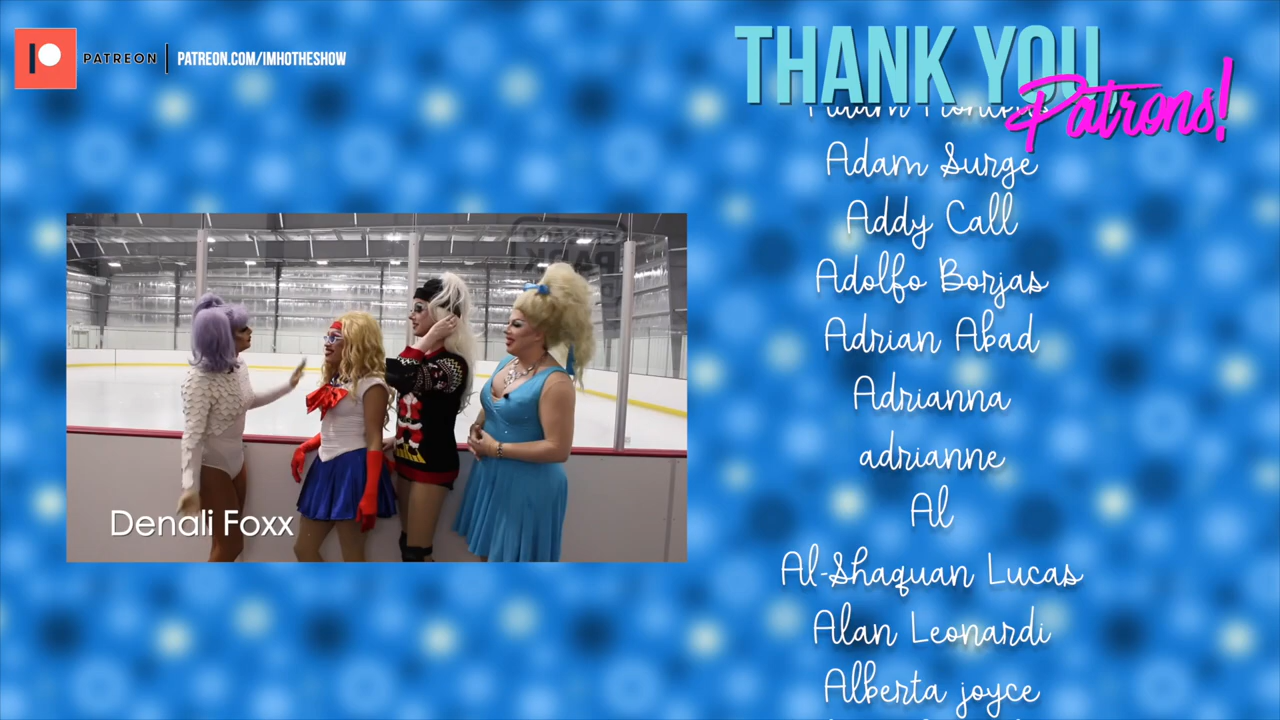 PATREON
PATREON.COM/IMHOTHESHOW
THANK YOU,
Patrons!
Adam Surge
Addy Call
Adolfo Borjas
Adrian Abad
Adrianna
adrianne
Al
Al-Shaquan Lucas
Alan Leonardi
Alberta joyce
Denali Foxx